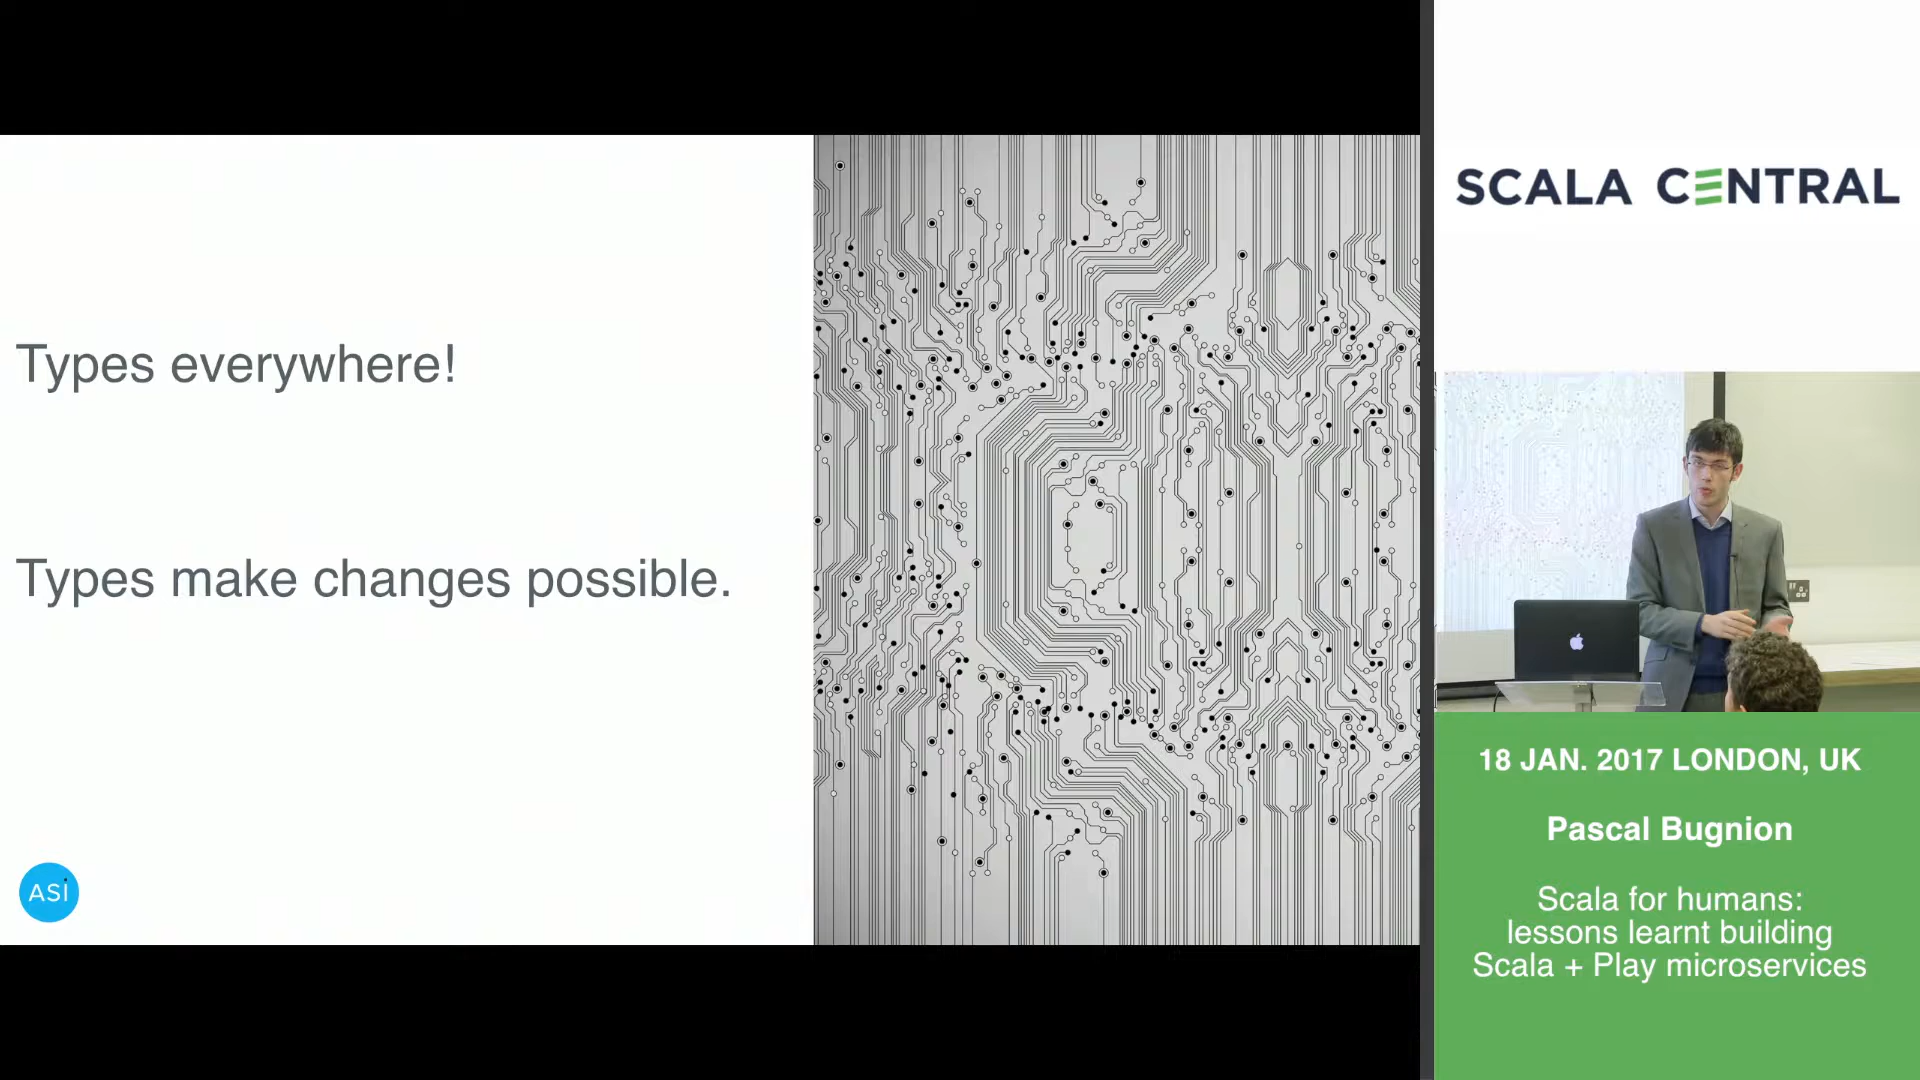 Types everywhere!
Types make changes possible.
ASI
SCALA CENTRAL
18 JAN. 2017 LONDON, UK
Pascal Bugnion
Scala for humans:
lessons learnt building
Scala + Play microservices